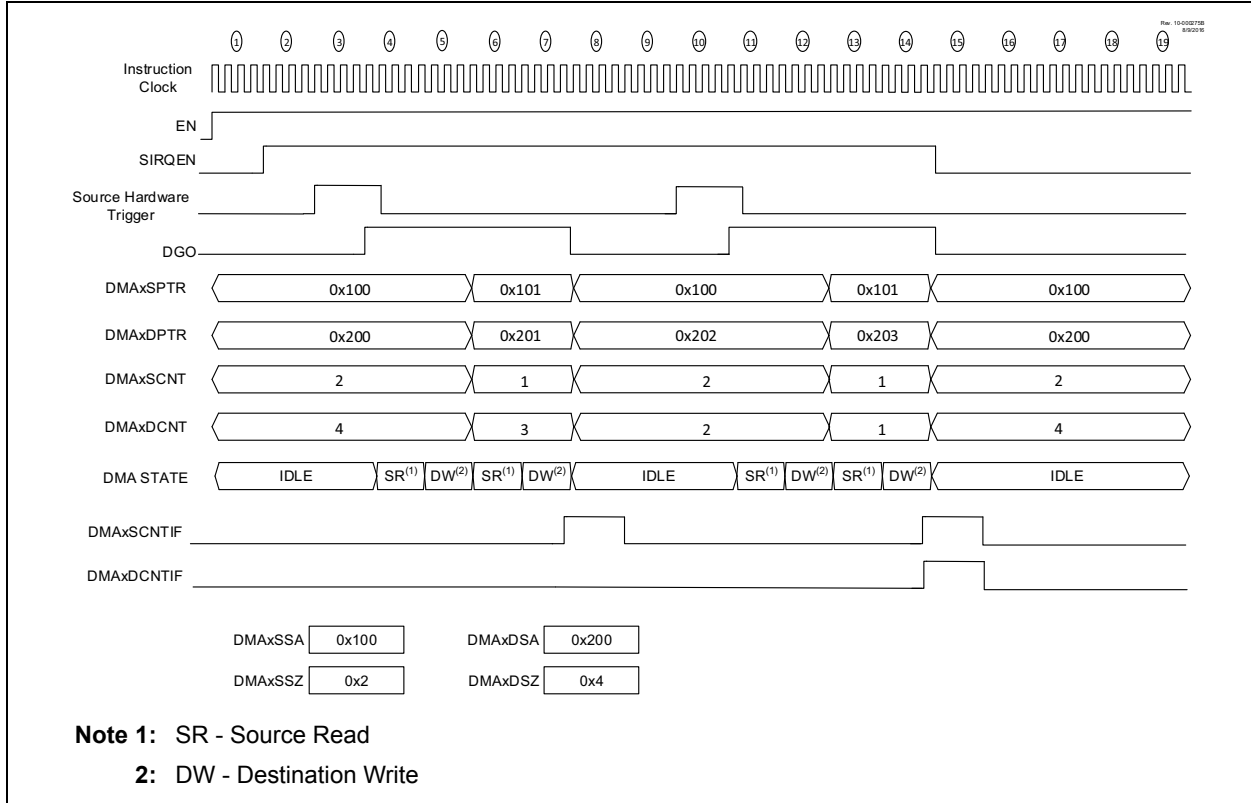 Rev. 10-000275B
8/9/2016
1 2 3 4 5 6 7 8 9 10 11 12 13 14 15 16 17 18 19
Instruction
Clock
EN
SIRQEN
Source Hardware
Trigger
DGO
DMAxSPTR 0x100 0x101 0x100 0x101 0x100
DMAxDPTR 0x200 0x201 0x202 0x203 0x200
DMAxSCNT 2 1 2 1 2
DMAxDCNT 4 3 2 1 4
DMA STATE IDLE SR(1) DW(2) SR(1) DW(2) IDLE SR(1) DW(2) SR(1) DW(2) IDLE
DMAxSCNTIF
DMAxDCNTIF
DMAxSSA 0x100 DMAxDSA 0x200
DMAxSSZ 0x2 DMAxDSZ 0x4
Note 1: SR - Source Read
2: DW - Destination Write